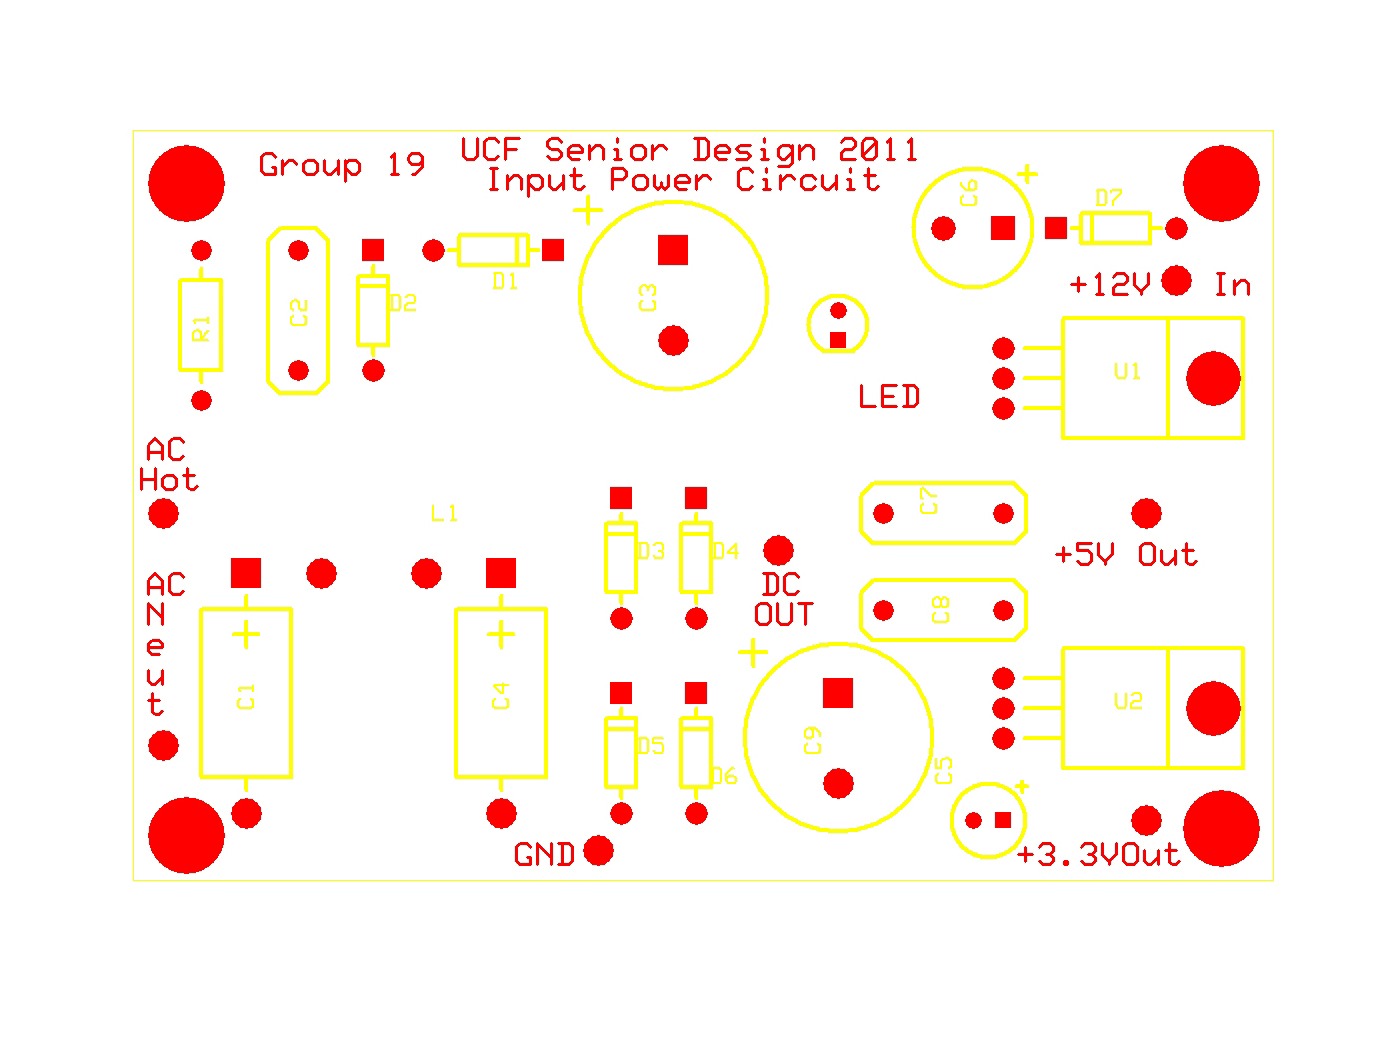 UCF Senior Design 2011
Group 19
Input Power Circuit
+
C6
+
D7
D1
D2
C3
C2
R1
+12V In
U1
LED
AC
Hot
L1
C7
+5V Out
D3
D4
DC
OUT
AC
N
e
u
t
C8
+
+
+
C1
C4
U2
C9
D5
D6
C5
+
GND
+3.3VOut